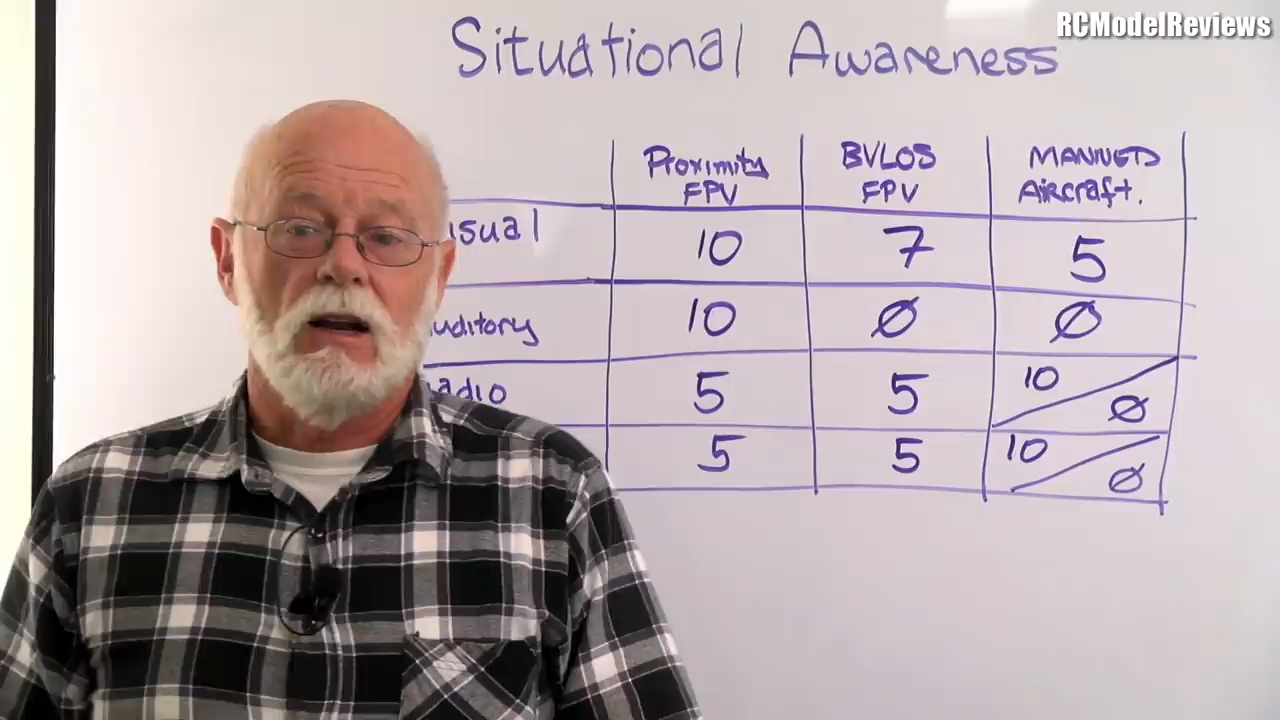 RCModelReviews
Situational Awareness
Proximity FPV
BVLOS FPV
MANNED Aircraft.
isual 10 7 5
uditory 10 Ø Ø
adio 5 5 10 Ø
5 5 10 Ø